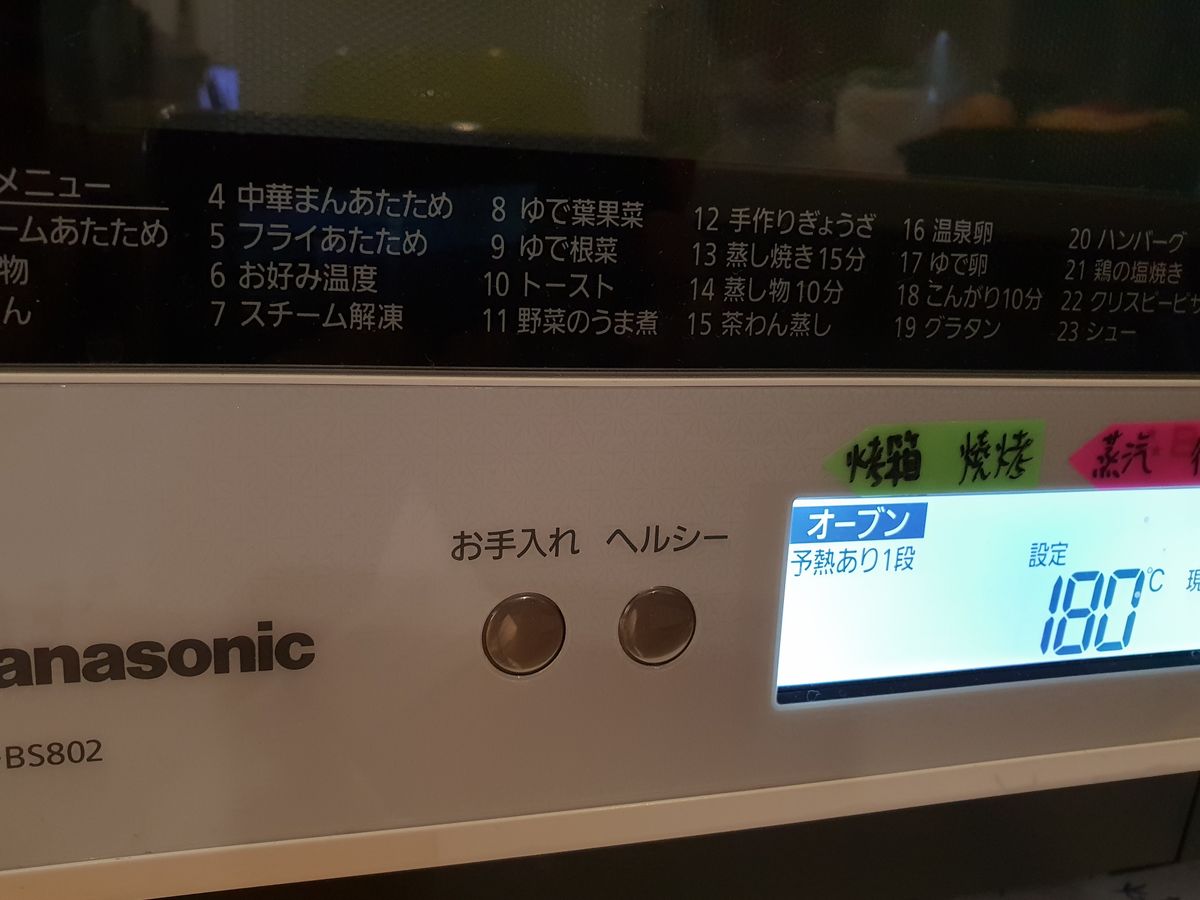 メニュー
ームあたため
物
ん
4 中華まんあたため
5 フライあたため
6 お好み温度
7 スチーム解凍
8 ゆで葉果菜
9 ゆで根菜
10 トースト
11 野菜のうま煮
12 手作りぎょうざ
13 蒸し焼き15分
14 蒸し物10分
15 茶わん蒸し
16 温泉卵
17 ゆで卵
18 こんがり10分
19 グラタン
20 ハンバーグ
21 鶏の塩焼き
22 クリスピーピザ
23 シュー
烤箱 燒烤
蒸汽
お手入れ ヘルシー
オーブン
予熱あり1段
設定
180℃
現
anasonic
-BS802